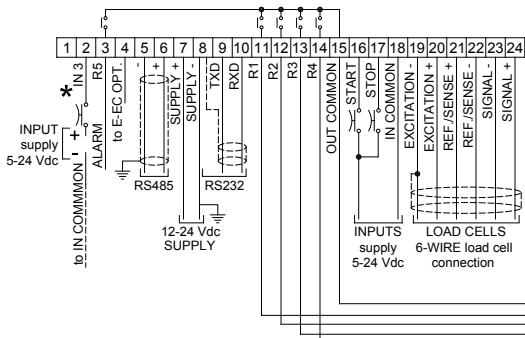 1 2 3 4 5 6 7 8 9 10 11 12 13 14 15 16 17 18 19 20 21 22 23 24
* IN 3
R5
to E-EC OPT.
-
+
SUPPLY +
SUPPLY -
TXD
RXD
R1
R2
R3
R4
OUT COMMON
START
STOP
IN COMMON
EXCITATION -
EXCITATION +
REF./SENSE +
REF./SENSE-
SIGNAL -
SIGNAL +
INPUT
supply
5-24 Vdc
+
-
ALARM
to IN COMMMON
RS485
RS232
12-24 Vdc
SUPPLY
INPUTS
supply
5-24 Vdc
LOAD CELLS
6-WIRE load cell
connection